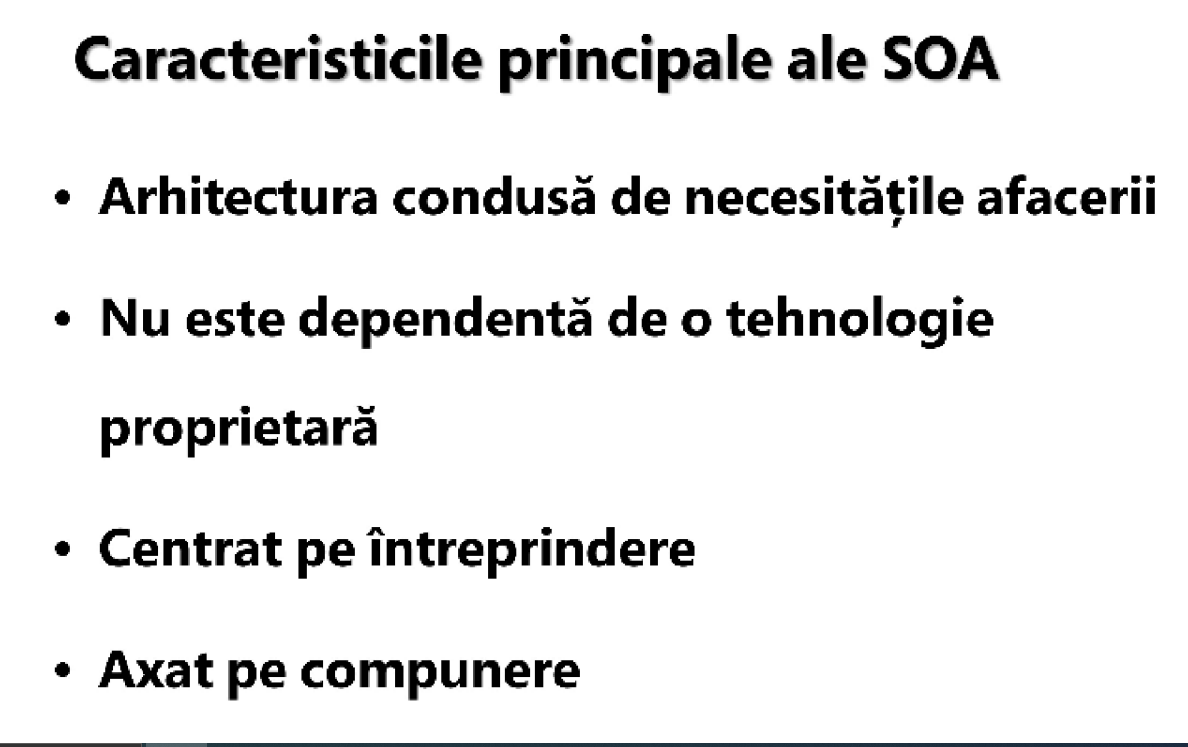 Caracteristicile principale ale SOA
• Arhitectura condusă de necesitățile afacerii
• Nu este dependentă de o tehnologie
proprietară
• Centrat pe întreprindere
• Axat pe compunere